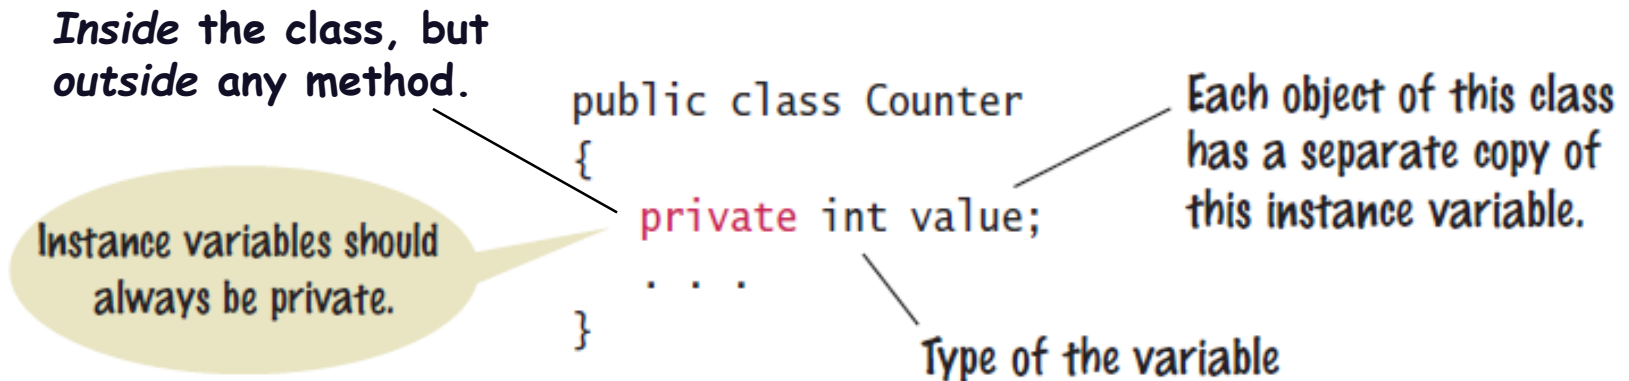 Inside the class, but
outside any method.
public class Counter
{
private int value;
. . .
}
Each object of this class
has a separate copy of
this instance variable.
Instance variables should
always be private.
Type of the variable